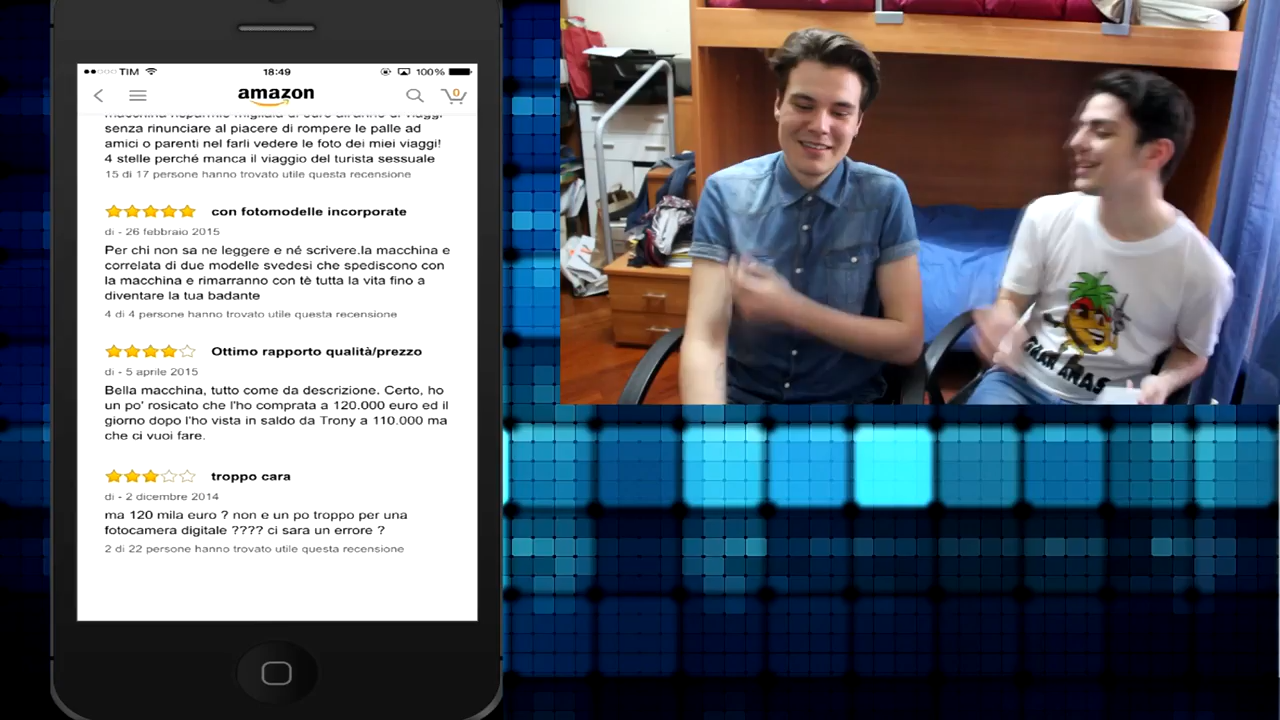 TIM
18:49
100%
amazon
0
macchina risparmio migliaia di euro all'anno di viaggi
senza rinunciare al piacere di rompere le palle ad
amici o parenti nel farli vedere le foto dei miei viaggi!
4 stelle perché manca il viaggio del turista sessuale
15 di 17 persone hanno trovato utile questa recensione
con fotomodelle incorporate
di - 26 febbraio 2015
Per chi non sa ne leggere e né scrivere.la macchina e
correlata di due modelle svedesi che spediscono con
la macchina e rimarranno con tè tutta la vita fino a
diventare la tua badante
4 di 4 persone hanno trovato utile questa recensione
Ottimo rapporto qualità/prezzo
di - 5 aprile 2015
Bella macchina, tutto come da descrizione. Certo, ho
un po' rosicato che l'ho comprata a 120.000 euro ed il
giorno dopo l'ho vista in saldo da Trony a 110.000 ma
che ci vuoi fare.
troppo cara
di - 2 dicembre 2014
ma 120 mila euro ? non e un po troppo per una
fotocamera digitale ???? ci sara un errore ?
2 di 22 persone hanno trovato utile questa recensione
ANAS